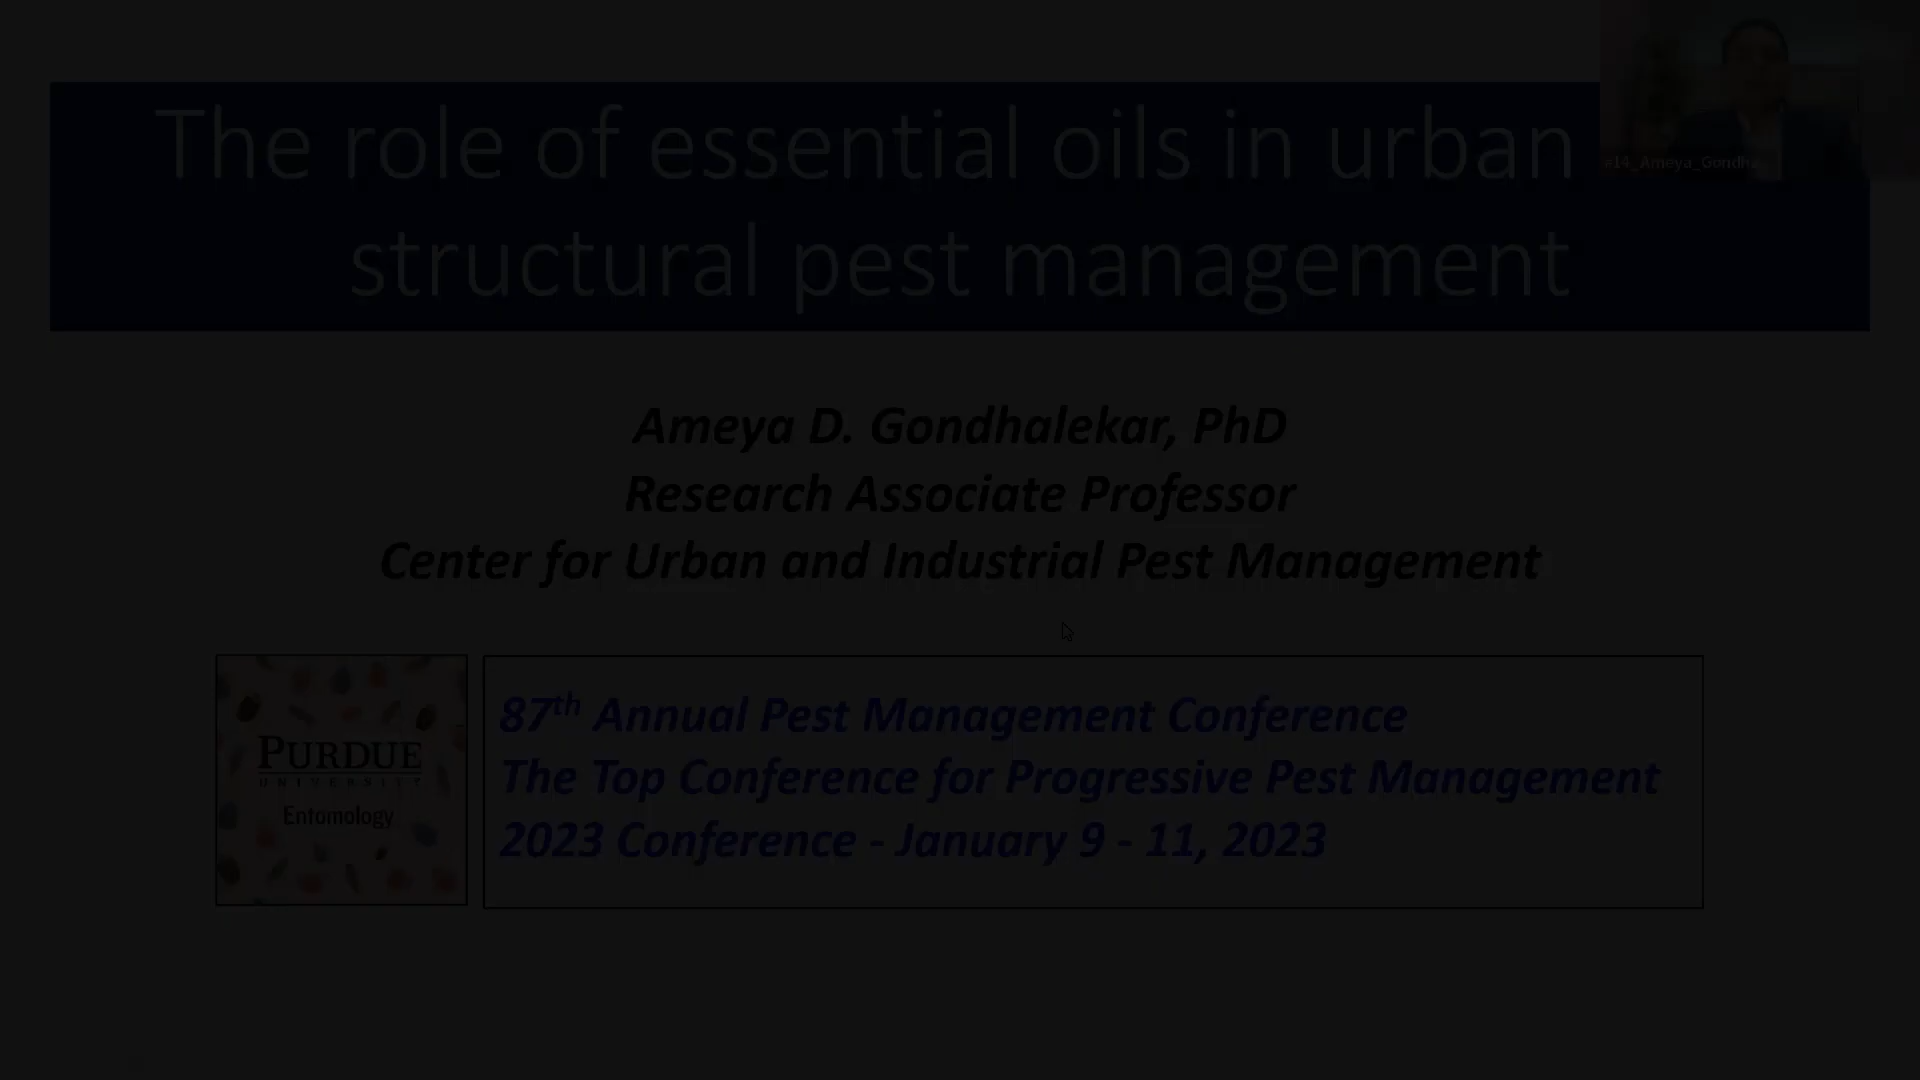 The role of essential oils in urban
structural pest management
e14_Ameya_Gondha
Ameya D. Gondhalekar, PhD
Research Associate Professor
Center for Urban and Industrial Pest Management
PURDUE
UNIVERSITY
Entomology
87th Annual Pest Management Conference
The Top Conference for Progressive Pest Management
2023 Conference - January 9 - 11, 2023